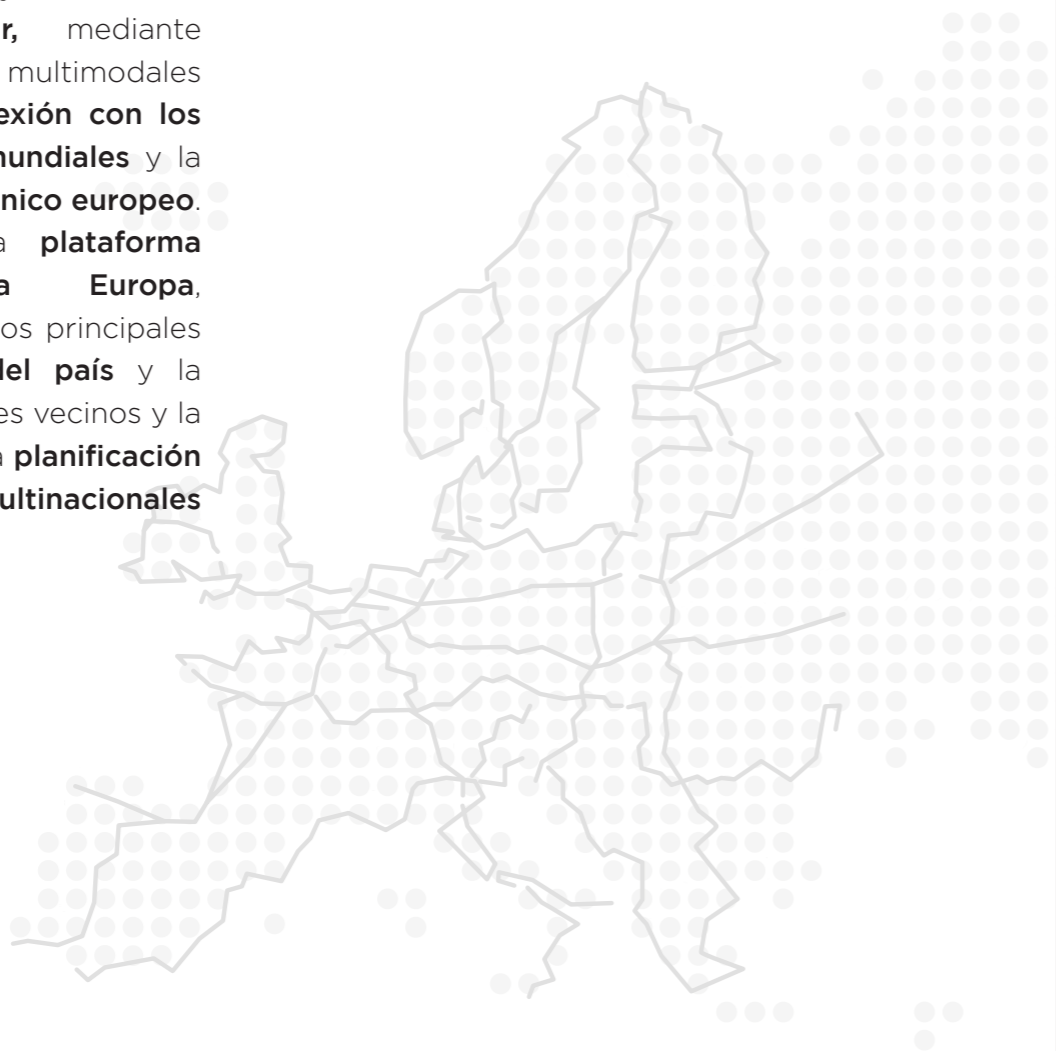 r, mediante
multimodales
exión con los
mundiales y la
nico europeo.
a plataforma
a Europa,
os principales
del país y la
es vecinos y la
a planificación
ultinacionales